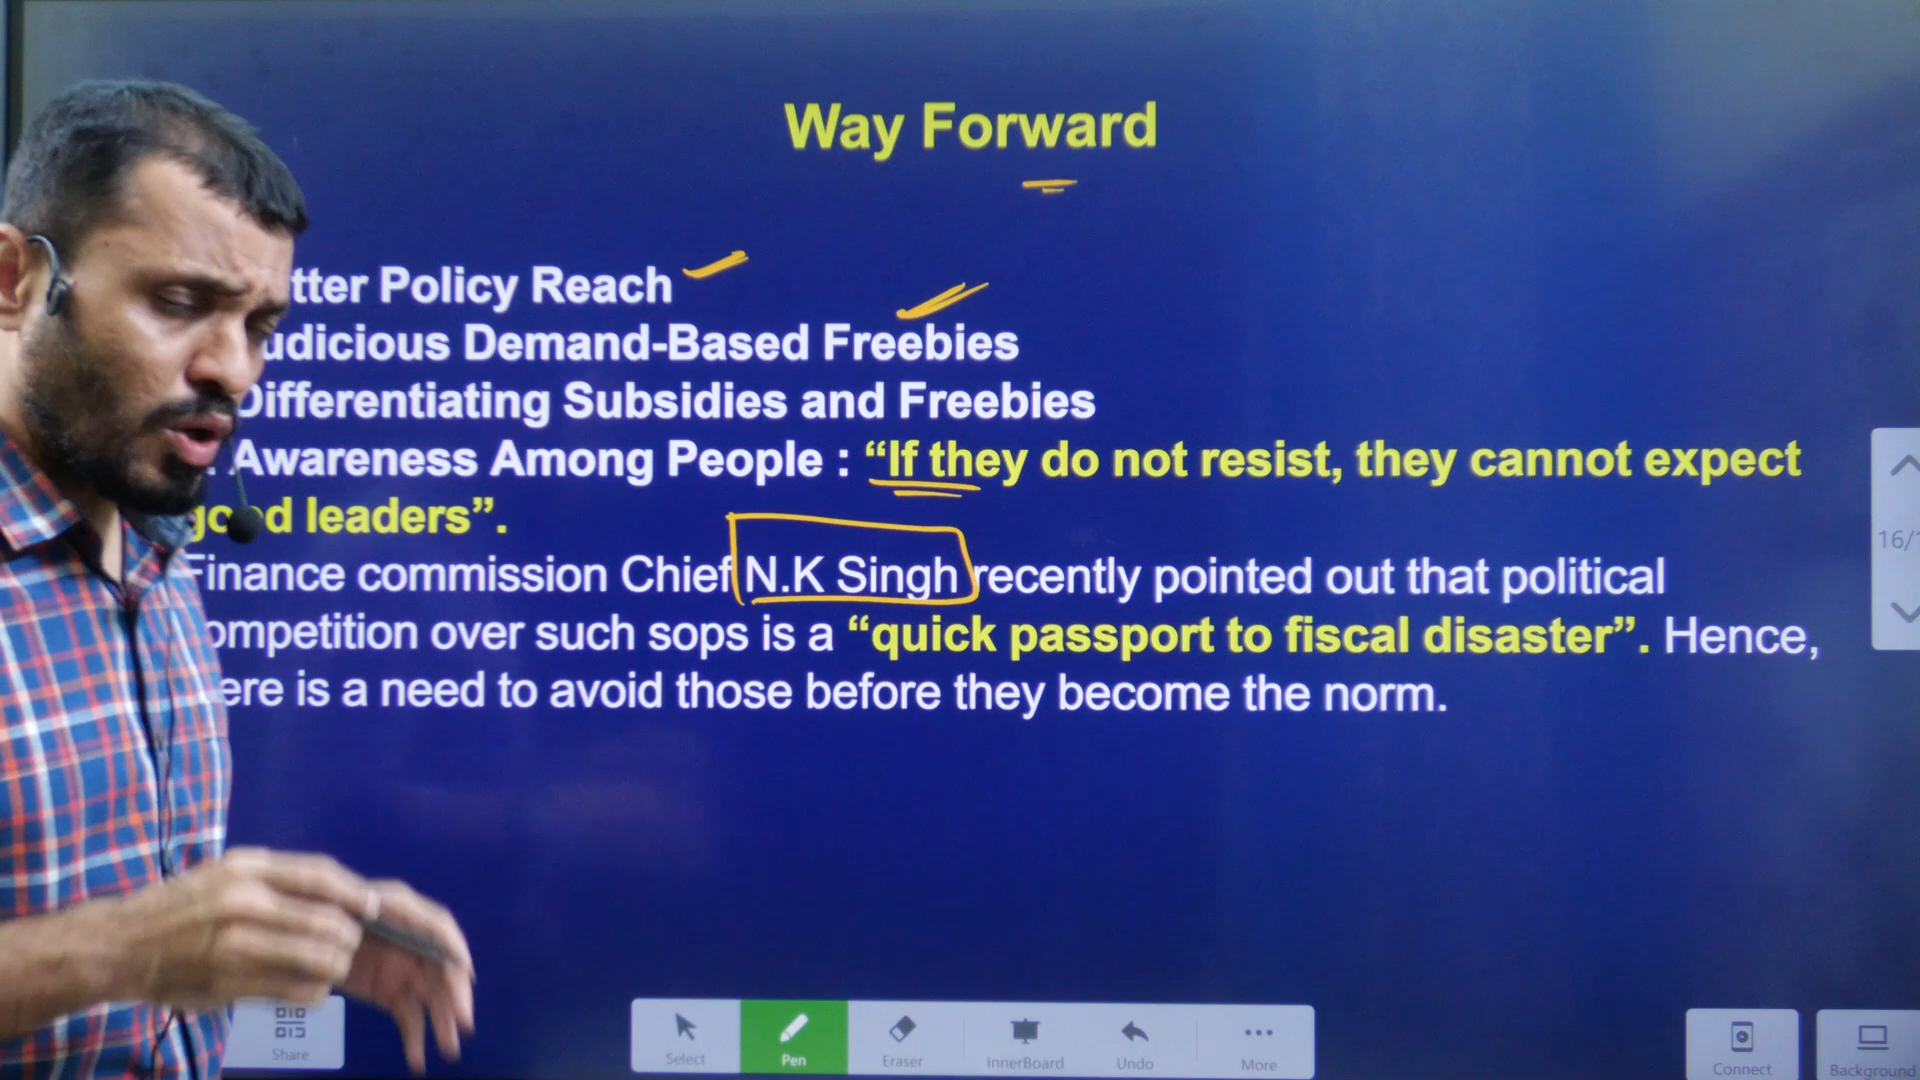 Way Forward
tter Policy Reach
udicious Demand-Based Freebies
Differentiating Subsidies and Freebies
. Awareness Among People : “If they do not resist, they cannot expect
good leaders”.
Finance commission Chief N.K Singh recently pointed out that political
ompetition over such sops is a “quick passport to fiscal disaster”. Hence,
ere is a need to avoid those before they become the norm.
16/
Share
Select
Pen
Eraser
InnerBoard
Undo
More
Connect
Background